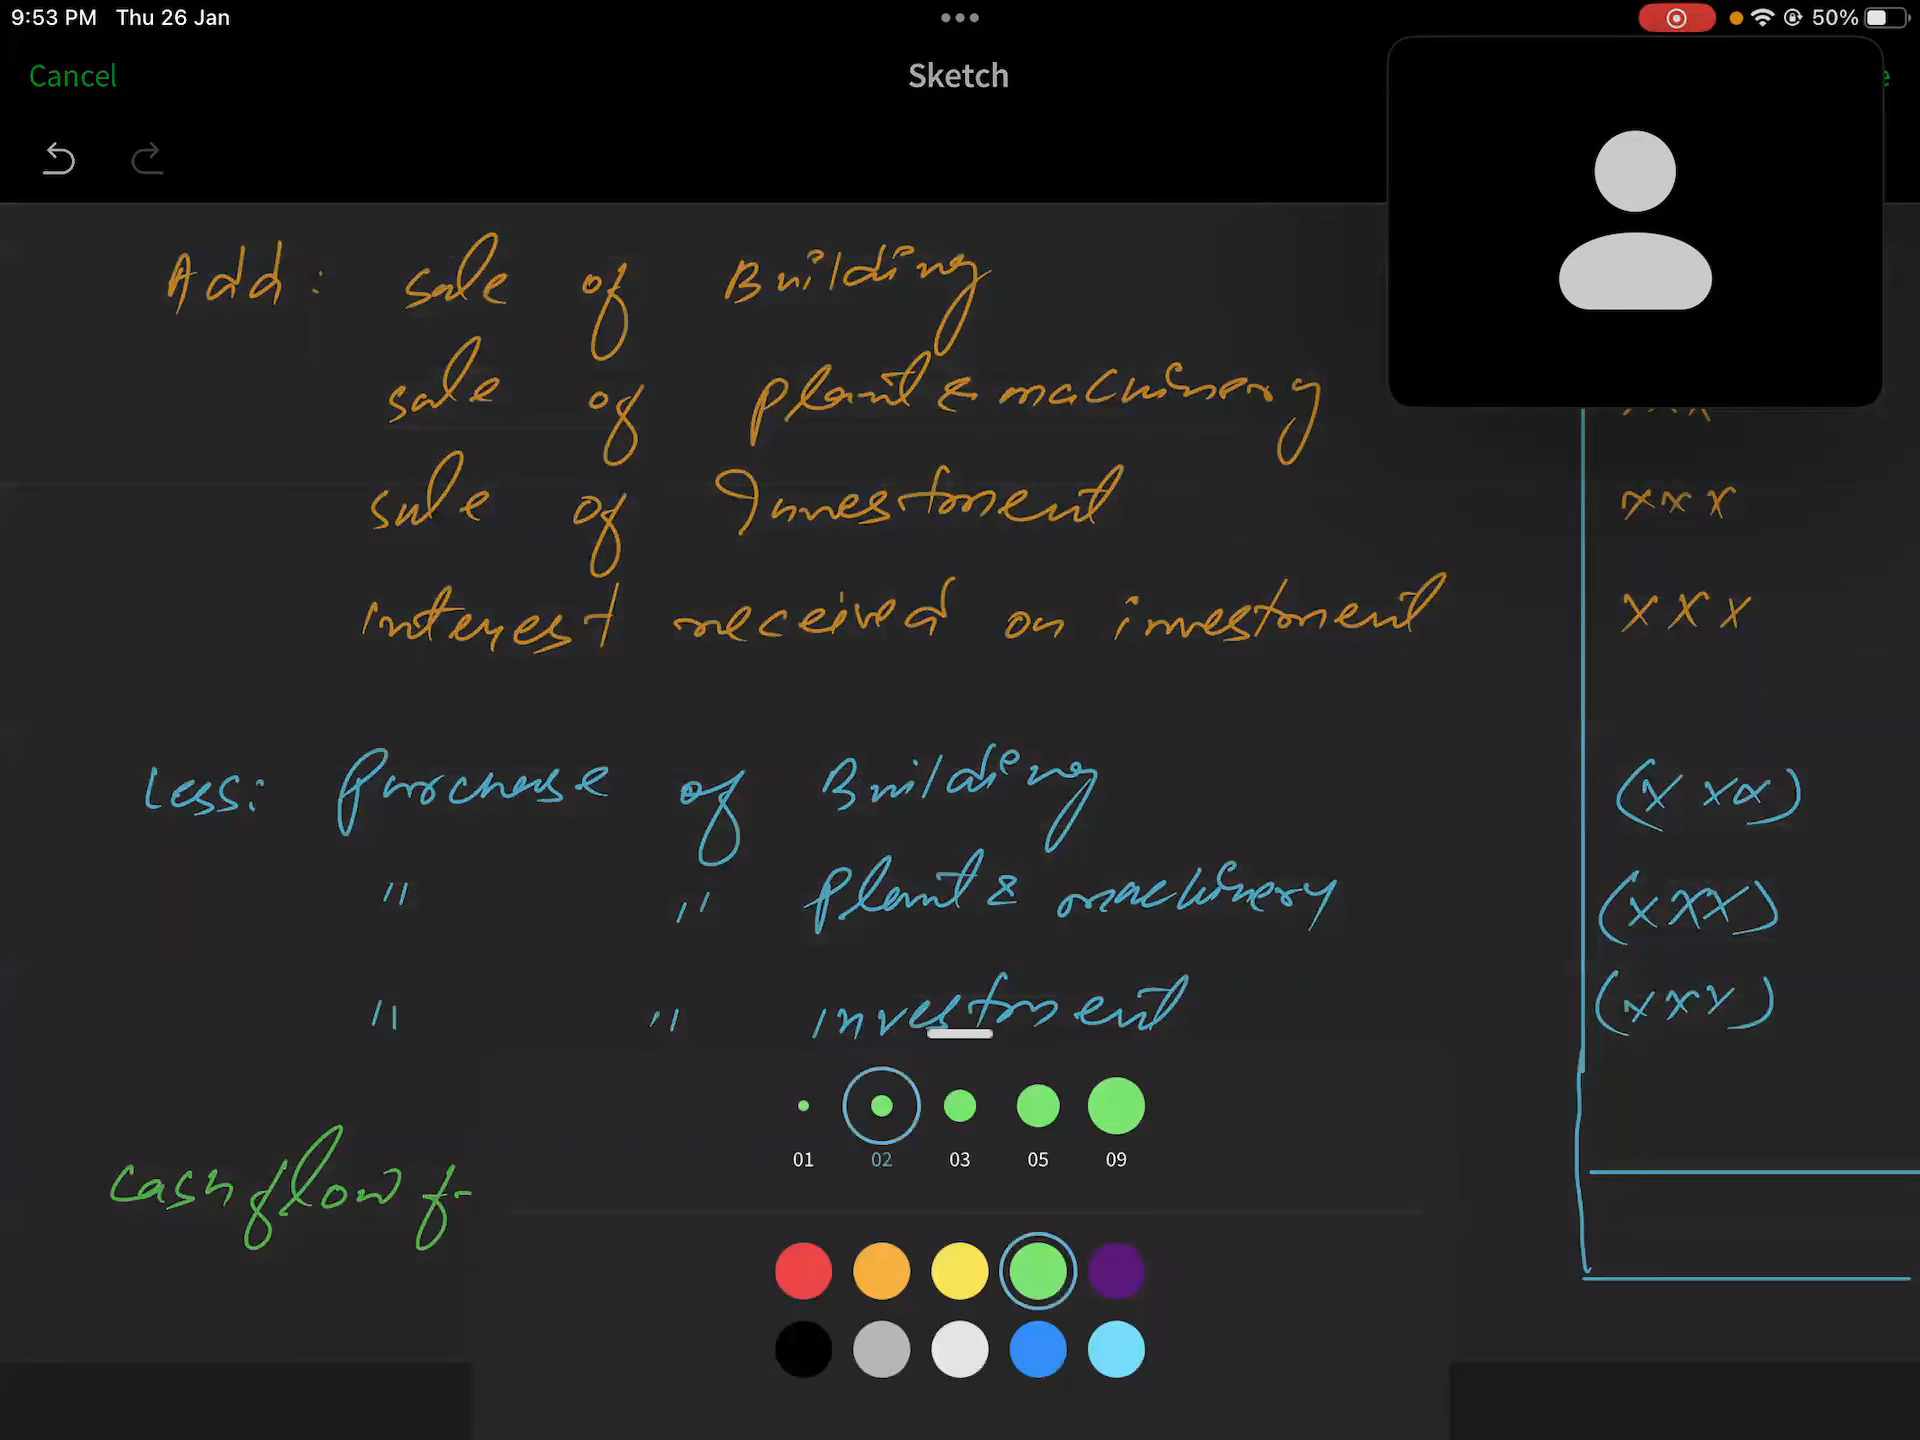 9:53 PM Thu 26 Jan
50%
Cancel
Sketch
e
Add: sale of Building
sale of plant & machinery
xxx
sale of Investment
xxx
interest received on investment
xxx
Less: Purchase of Building
(xxx)
" " plant & machinery
(xxx)
" " investment
(xxx)
01 02 03 05 09
cash flow f